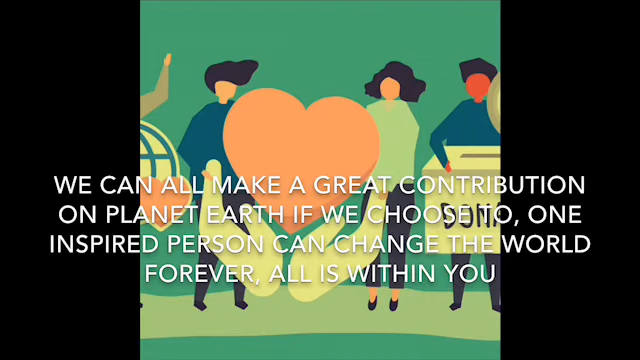 WE CAN ALL MAKE A GREAT CONTRIBUTION
ON PLANET EARTH IF WE CHOOSE TO, ONE
INSPIRED PERSON CAN CHANGE THE WORLD
FOREVER, ALL IS WITHIN YOU